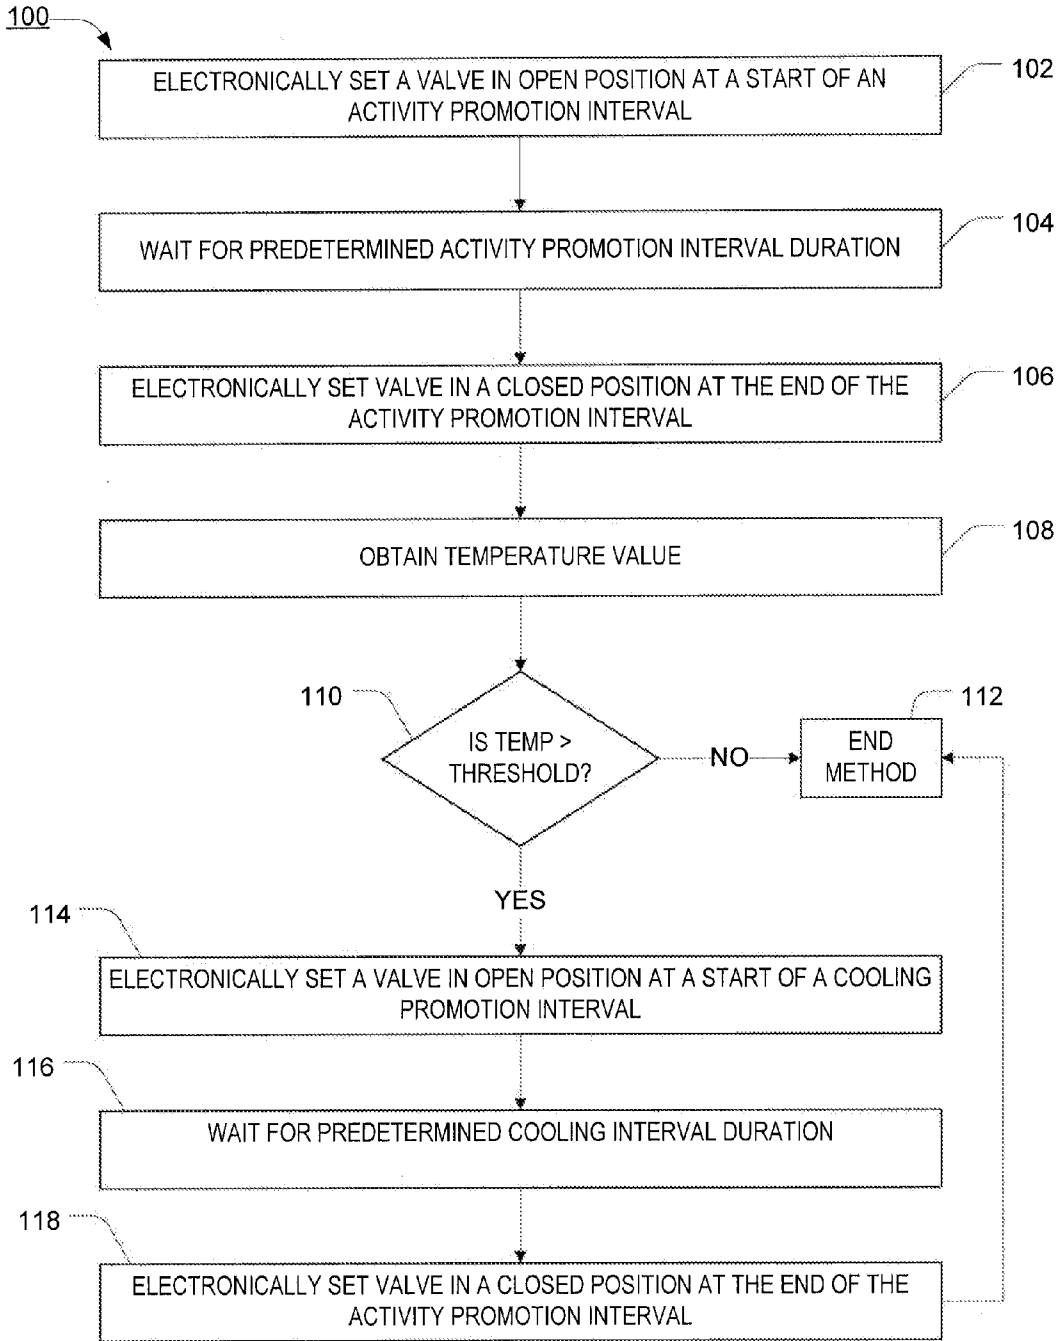 100
ELECTRONICALLY SET A VALVE IN OPEN POSITION AT A START OF AN
ACTIVITY PROMOTION INTERVAL
102
WAIT FOR PREDETERMINED ACTIVITY PROMOTION INTERVAL DURATION
104
ELECTRONICALLY SET VALVE IN A CLOSED POSITION AT THE END OF THE
ACTIVITY PROMOTION INTERVAL
106
OBTAIN TEMPERATURE VALUE
108
110
IS TEMP >
THRESHOLD?
NO
112
END
METHOD
YES
114
ELECTRONICALLY SET A VALVE IN OPEN POSITION AT A START OF A COOLING
PROMOTION INTERVAL
116
WAIT FOR PREDETERMINED COOLING INTERVAL DURATION
118
ELECTRONICALLY SET VALVE IN A CLOSED POSITION AT THE END OF THE
ACTIVITY PROMOTION INTERVAL